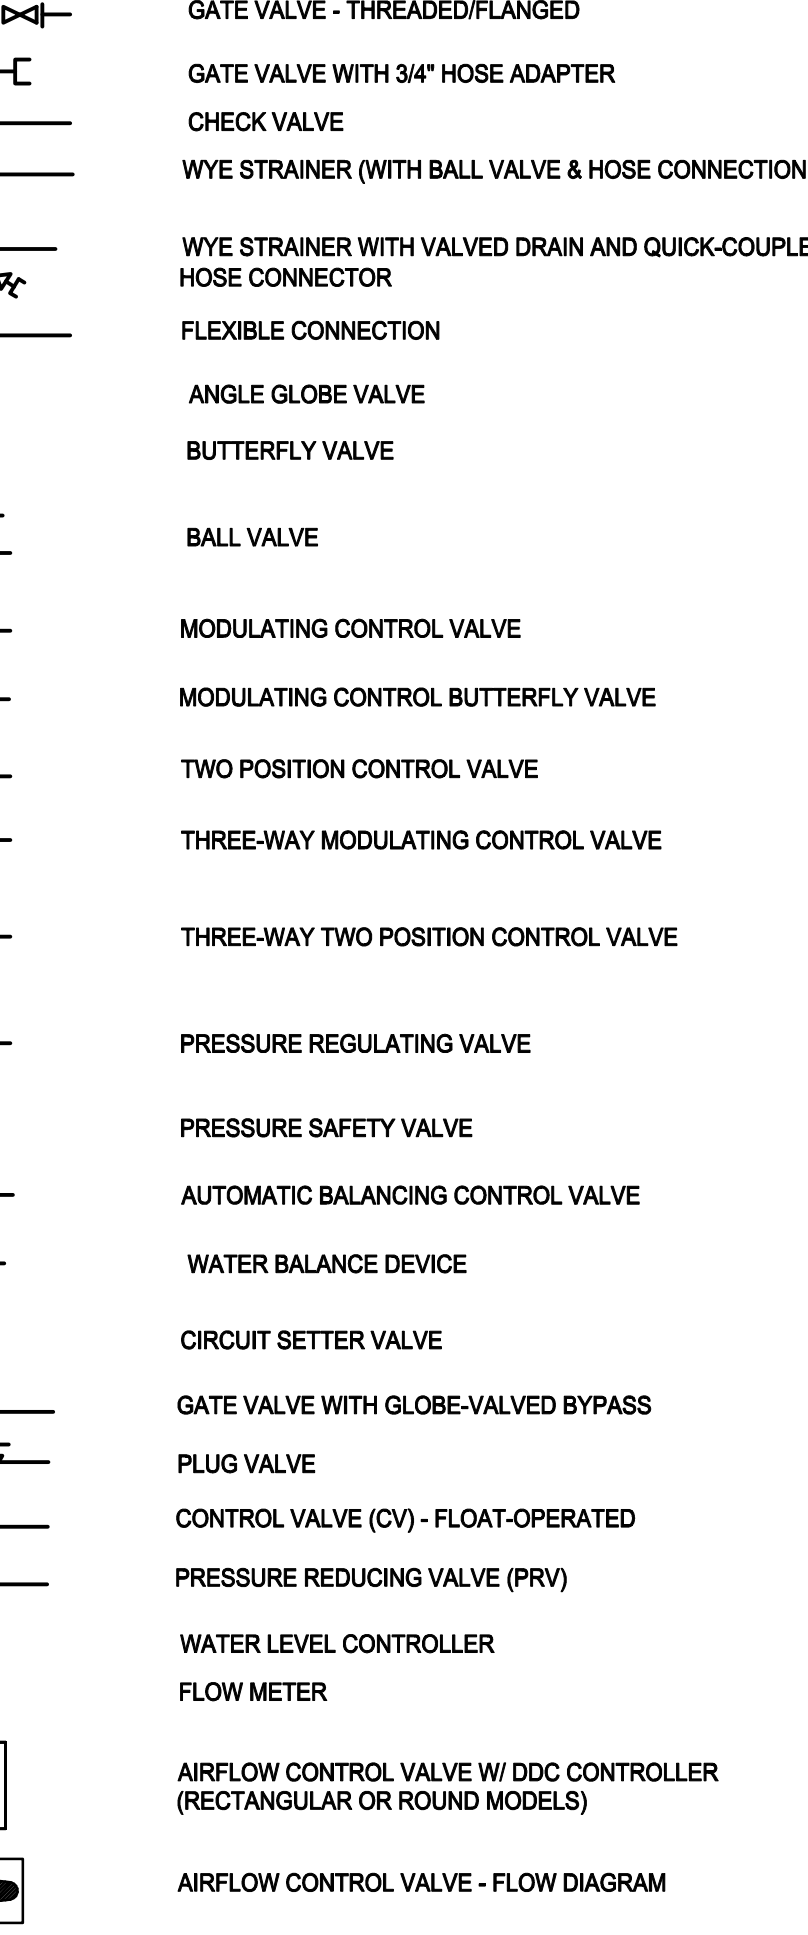 GATE VALVE - THREADED/FLANGED
GATE VALVE WITH 3/4" HOSE ADAPTER
CHECK VALVE
WYE STRAINER (WITH BALL VALVE & HOSE CONNECTION
WYE STRAINER WITH VALVED DRAIN AND QUICK-COUPLE
HOSE CONNECTOR
FLEXIBLE CONNECTION
ANGLE GLOBE VALVE
BUTTERFLY VALVE
BALL VALVE
MODULATING CONTROL VALVE
MODULATING CONTROL BUTTERFLY VALVE
TWO POSITION CONTROL VALVE
THREE-WAY MODULATING CONTROL VALVE
THREE-WAY TWO POSITION CONTROL VALVE
PRESSURE REGULATING VALVE
PRESSURE SAFETY VALVE
AUTOMATIC BALANCING CONTROL VALVE
WATER BALANCE DEVICE
CIRCUIT SETTER VALVE
GATE VALVE WITH GLOBE-VALVED BYPASS
PLUG VALVE
CONTROL VALVE (CV) - FLOAT-OPERATED
PRESSURE REDUCING VALVE (PRV)
WATER LEVEL CONTROLLER
FLOW METER
AIRFLOW CONTROL VALVE W/ DDC CONTROLLER
(RECTANGULAR OR ROUND MODELS)
AIRFLOW CONTROL VALVE - FLOW DIAGRAM